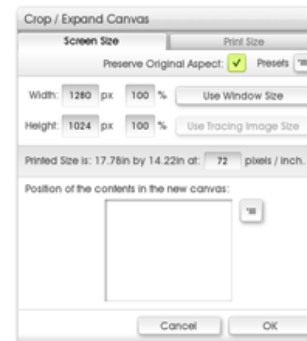 Crop / Expand Canvas
Screen Size Print Size
Preserve Original Aspect: Presets
Width: 1280 px 100 % Use Window Size
Height: 1024 px 100 % Use Tracing Image Size
Printed Size is: 17.78in by 14.22in at: 72 pixels / inch.
Position of the contents in the new canvas:
Cancel OK